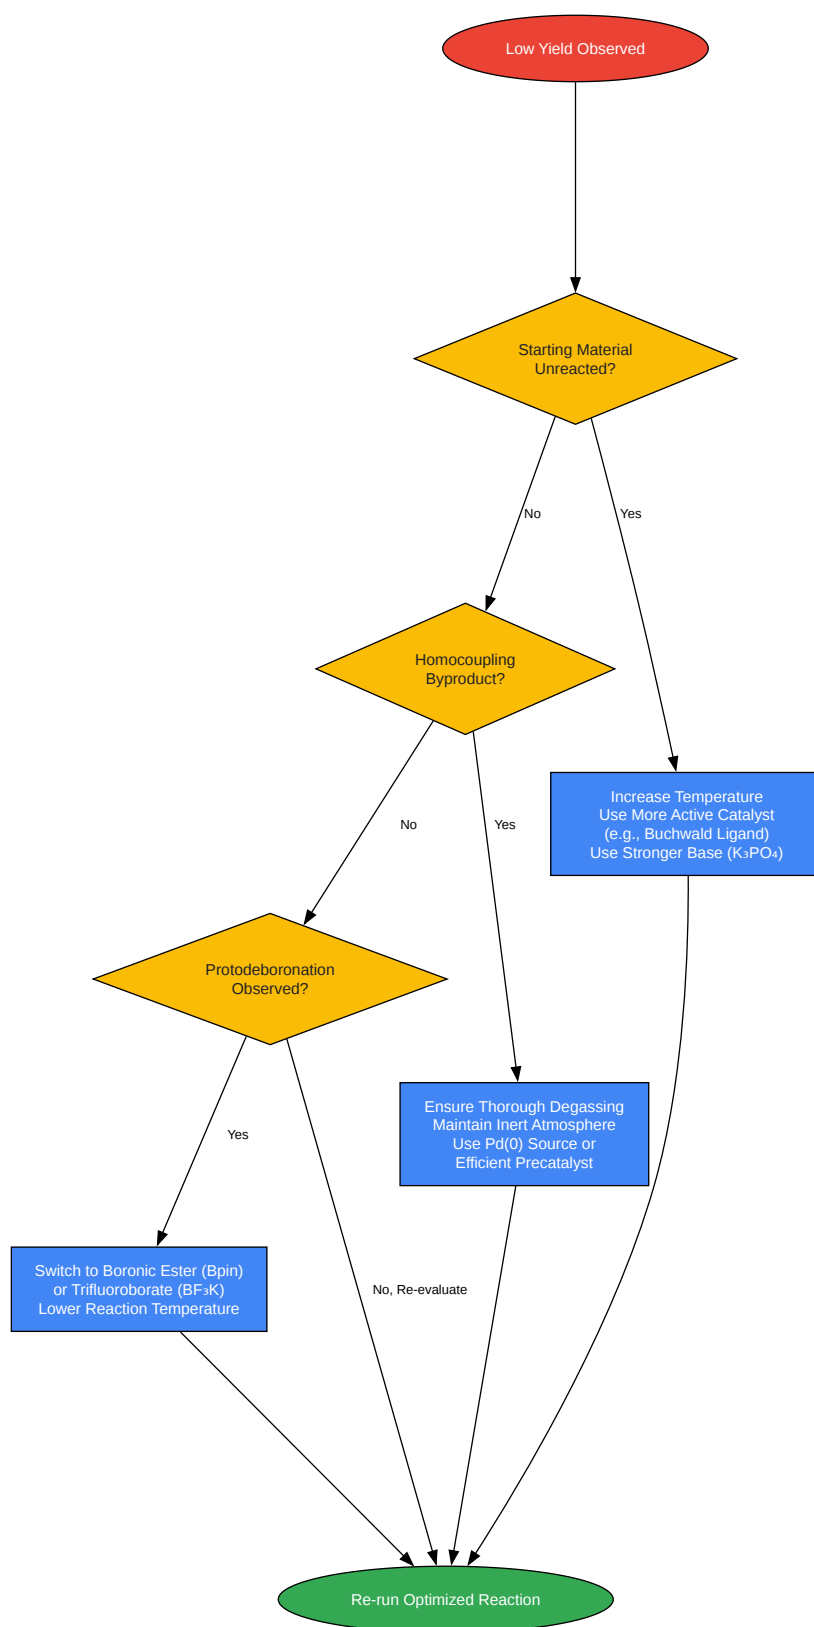 Low Yield Observed
Starting Material
Unreacted?
No
Yes
Homocoupling
Byproduct?
Increase Temperature
Use More Active Catalyst
(e.g., Buchwald Ligand)
Use Stronger Base (K₃PO₄)
No
Yes
Protodeboronation
Observed?
Ensure Thorough Degassing
Maintain Inert Atmosphere
Use Pd(0) Source or
Efficient Precatalyst
Yes
Switch to Boronic Ester (Bpin)
or Trifluoroborate (BF₃K)
Lower Reaction Temperature
No, Re-evaluate
Re-run Optimized Reaction